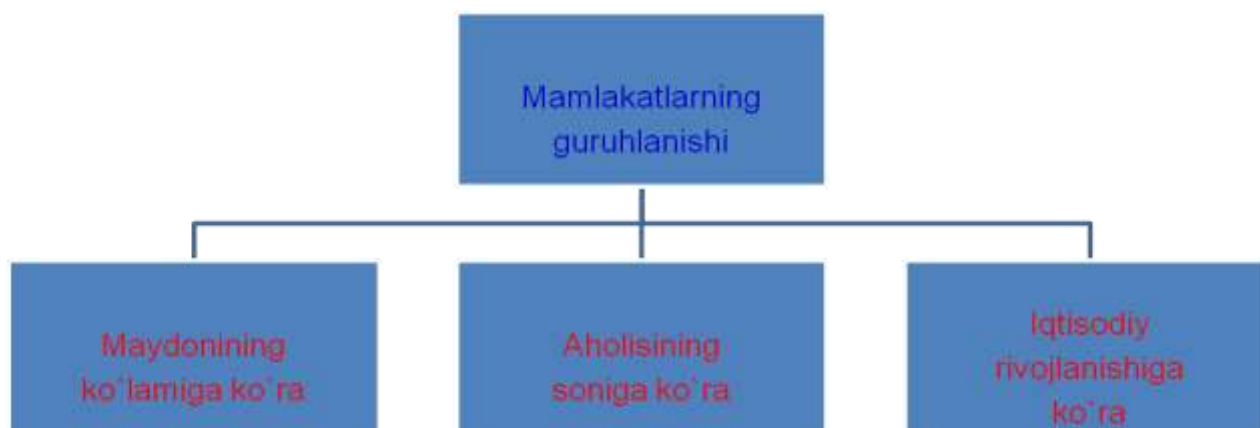 Mamlakatlarning
guruhlanishi
Maydonining
ko`lamiga ko`ra
Aholisining
soniga ko`ra
Iqtisodiy
rivojlanishiga
ko`ra